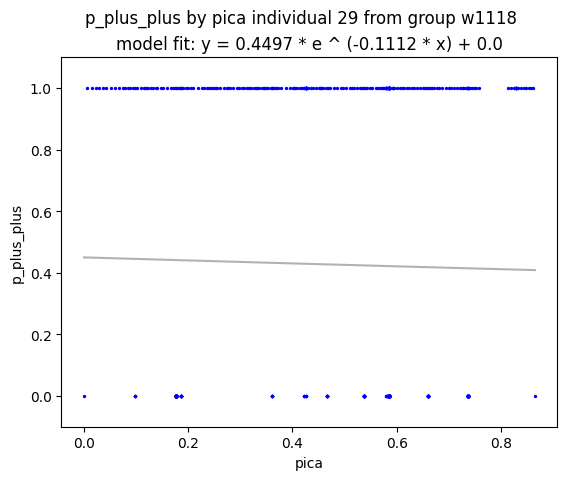 p_plus_plus by pica individual 29 from group w1118
model fit: y = 0.4497 * e ^ (-0.1112 * x) + 0.0
1.0
0.8
0.6
0.4
0.2
0.0
p_plus_plus
0.0 0.2 0.4 0.6 0.8
pica